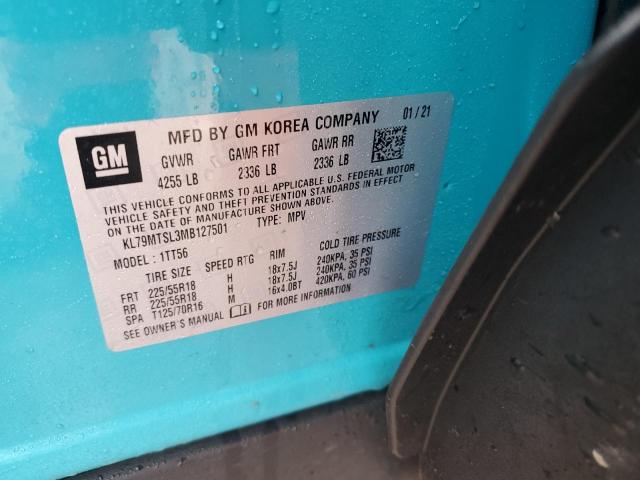 GM
MFD BY GM KOREA COMPANY 01/21
GVWR GAWR FRT GAWR RR
4255 LB 2336 LB 2336 LB
THIS VEHICLE CONFORMS TO ALL APPLICABLE U.S. FEDERAL MOTOR
VEHICLE SAFETY AND THEFT PREVENTION STANDARDS IN EFFECT
ON THE DATE OF MANUFACTURE SHOWN ABOVE.
KL79MTSL3MB127501 TYPE: MPV
MODEL: 1TT56
TIRE SIZE SPEED RTG RIM COLD TIRE PRESSURE
FRT 225/55R18 H 18x7.5J 240KPA, 35 PSI
RR 225/55R18 H 18x7.5J 240KPA, 35 PSI
SPA T125/70R16 M 16x4.0BT 420KPA, 60 PSI
SEE OWNER'S MANUAL FOR MORE INFORMATION